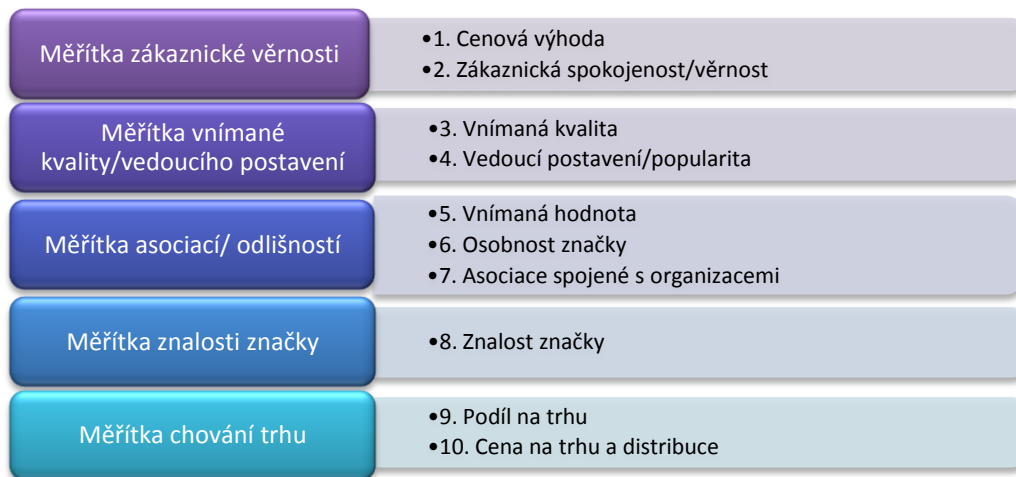 Měřítka zákaznické věrnosti
•1. Cenová výhoda
•2. Zákaznická spokojenost/věrnost
Měřítka vnímané
kvality/vedoucího postavení
•3. Vnímaná kvalita
•4. Vedoucí postavení/popularita
Měřítka asociací/ odlišností
•5. Vnímaná hodnota
•6. Osobnost značky
•7. Asociace spojené s organizacemi
Měřítka znalosti značky
•8. Znalost značky
Měřítka chování trhu
•9. Podíl na trhu
•10. Cena na trhu a distribuce